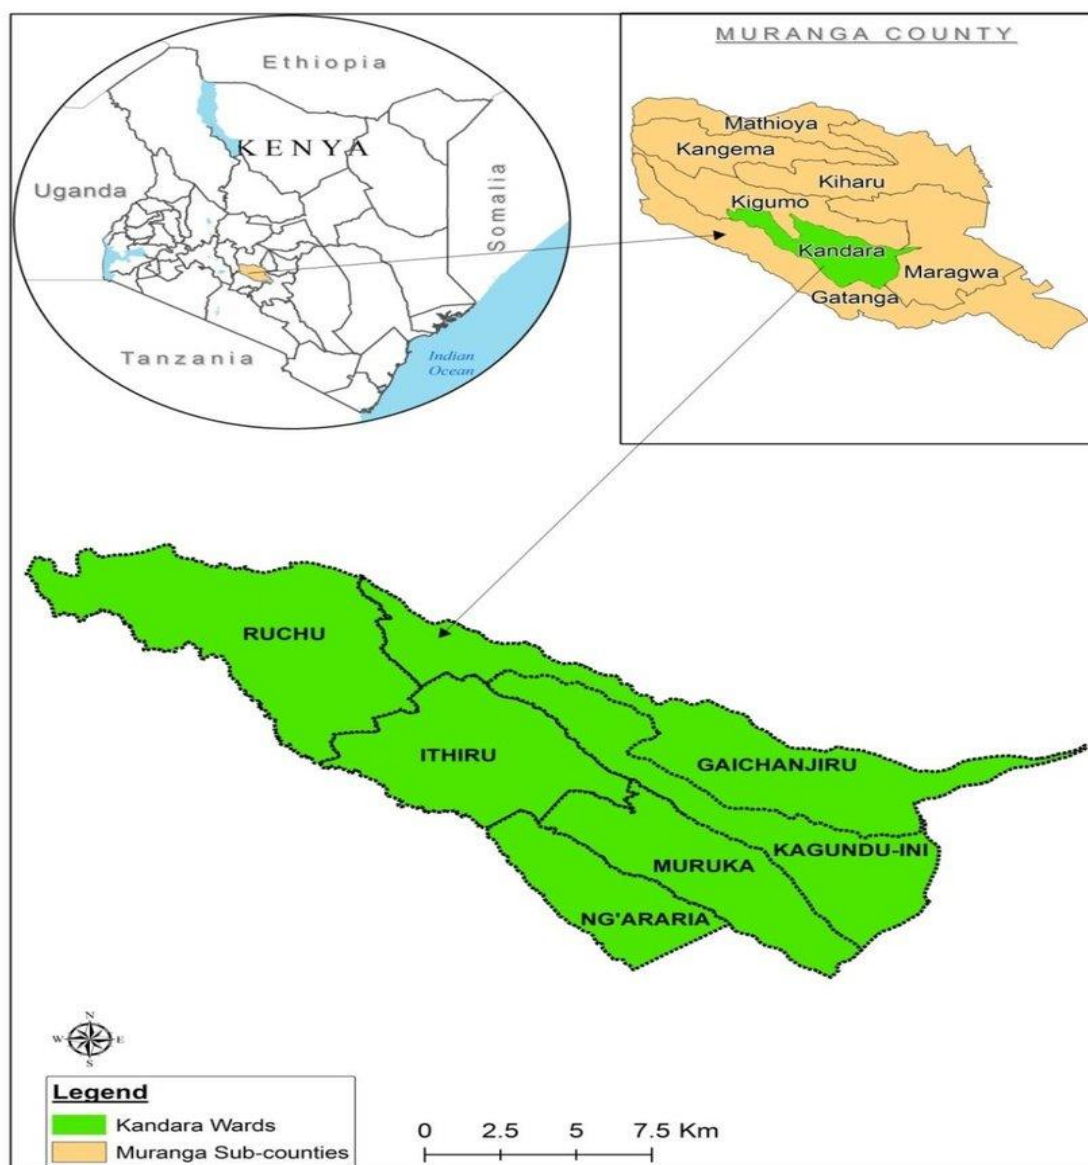 MURANGA COUNTY
Ethiopia
KENYA
Uganda
Somalia
Tanzania
Indian
Ocean
Mathioya
Kangema
Kiharu
Kigumo
Kandara
Maragwa
Gatanga
RUCHU
ITHIRU
GAICHANJIRU
KAGUNDU-INI
MURUKA
NG'ARARIA
N
W E
S
Legend
Kandara Wards
Muranga Sub-counties
0 2.5 5 7.5 Km